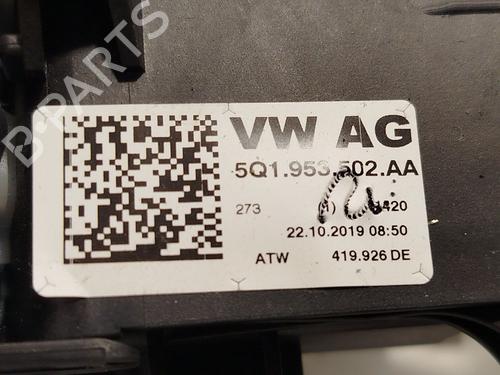 B-PARTS
VW AG
5Q1.953.502.AA
273
22.10.2019 08:50
ATW 419.926 DE